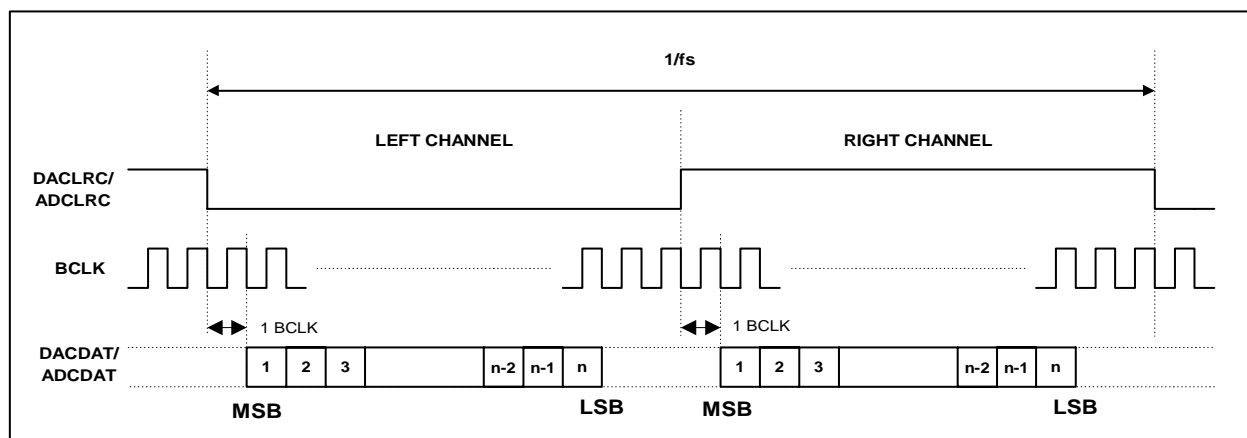 1/fs
LEFT CHANNEL
RIGHT CHANNEL
DACLRC/
ADCLRC
BCLK
1 BCLK
1 BCLK
DACDAT/
ADCDAT
1 2 3 n-2 n-1 n
1 2 3 n-2 n-1 n
MSB
LSB
MSB
LSB